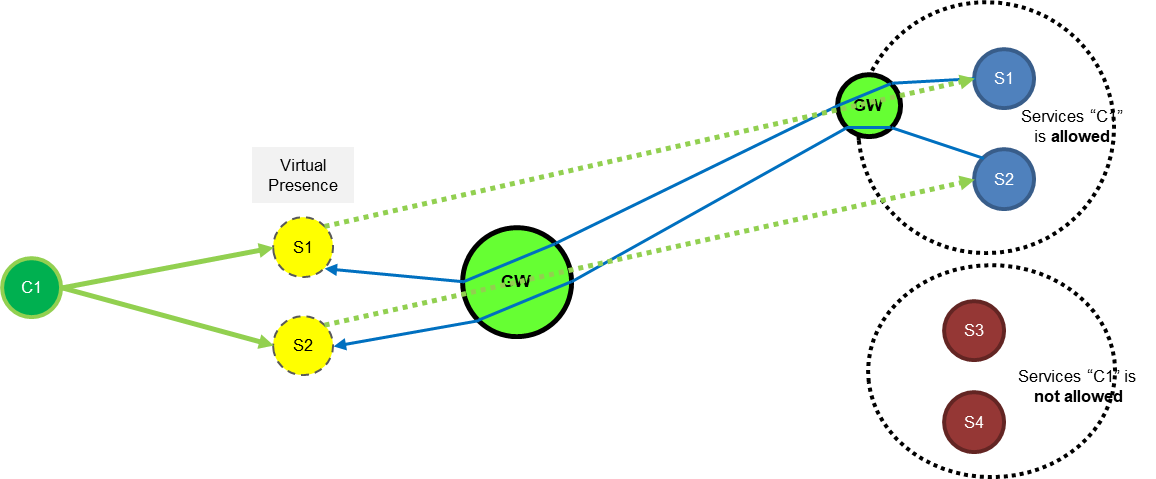 C1
Virtual
Presence
S1
S2
GW
GW
S1
Services “C1”
is allowed
S2
S3
Services “C1” is
not allowed
S4